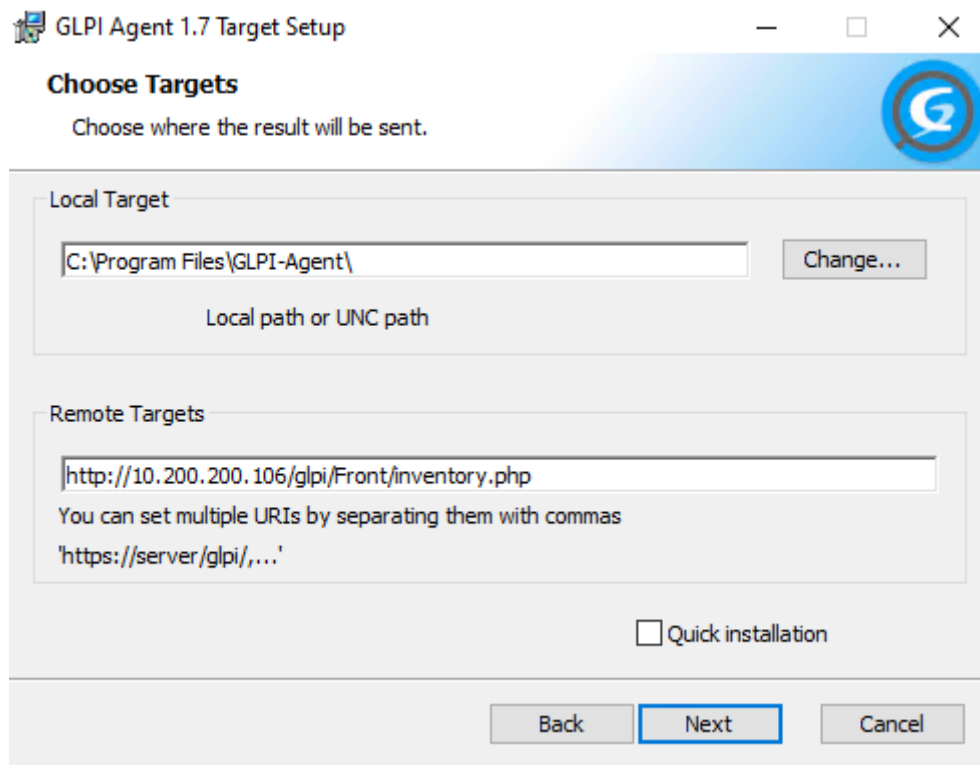 GLPI Agent 1.7 Target Setup
Choose Targets
Choose where the result will be sent.
Local Target
C:\Program Files\GLPI-Agent\
Change...
Local path or UNC path
Remote Targets
http://10.200.200.106/glpi/Front/inventory.php
You can set multiple URIs by separating them with commas
'https://server/glpi/,...'
Quick installation
Back
Next
Cancel